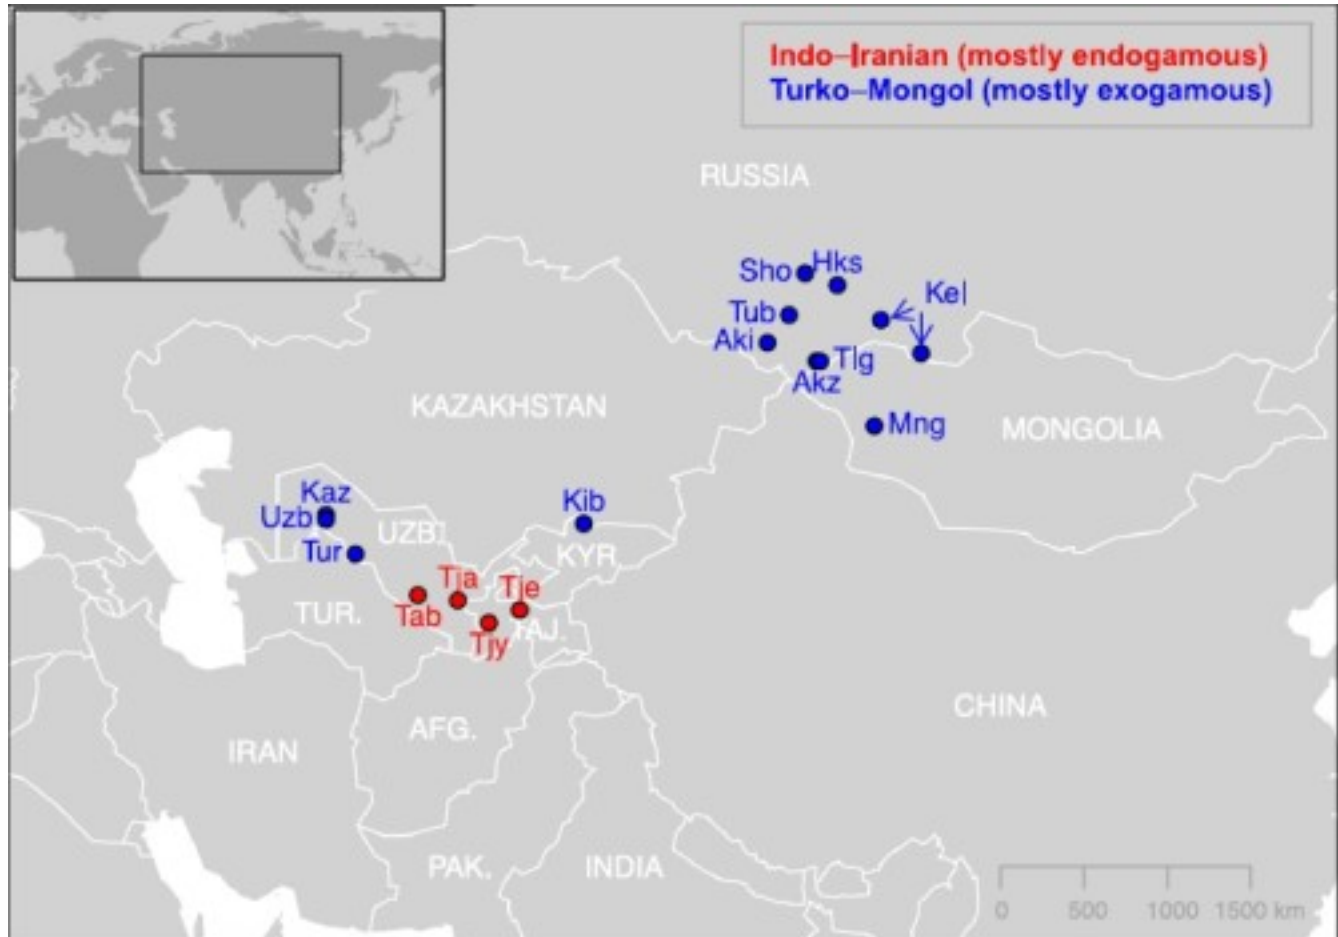 Indo–Iranian (mostly endogamous)
Turko–Mongol (mostly exogamous)
RUSSIA
Sho
Hks
Kel
Tub
Aki
Tlg
Akz
KAZAKHSTAN
Mng
MONGOLIA
Kaz
Uzb
Kib
UZB.
Tur
KYR
Tja
Tje
TUR.
Tab
TAJ.
Tjy
CHINA
AFG.
IRAN
PAK.
INDIA
0 500 1000 1500 km